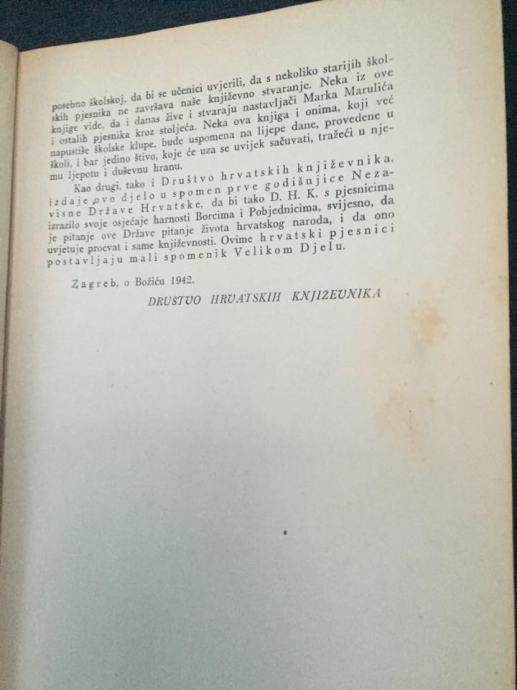 posebno školskoj, da bi se učenici uvjerili, da s nekoliko starijih škol-
skih pjesnika ne završava naše književno stvaranje. Neka iz ove
knjige vide, da i danas žive i stvaraju nastavljači Marka Marulića
i ostalih pjesnika kroz stoljeća. Neka ova knjiga i onima, koji već
napustiše školske klupe, bude uspomena na lijepe dane, provedene u
školi, i bar jedino štivo, koje će uza se uvijek sačuvati, tražeći u nje-
mu ljepotu i duševnu hranu.
Kao drugi, tako i Društvo hrvatskih književnika,
izdaje ovo djelo u spomen prve godišnjice Neza-
visne Države Hrvatske, da bi tako D. H. K. s pjesnicima
izrazilo svoje osjećaje harnosti Borcima i Pobjednicima, svijesno, da
je pitanje ove Države pitanje života hrvatskog naroda, i da ono
uvjetuje procvat i same književnosti. Ovime hrvatski pjesnici
postavljaju mali spomenik Velikom Djelu.
Zagreb, o Božiću 1942.
DRUŠTVO HRVATSKIH KNJIŽEVNIKA